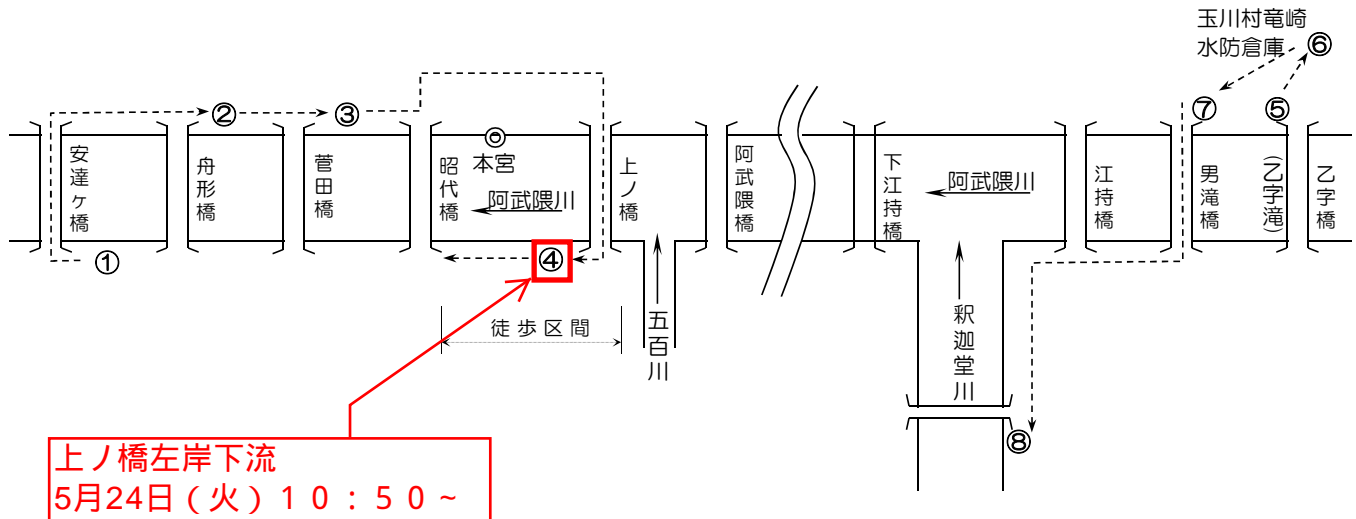 玉川村竜崎
水防倉庫 ⑥
② ③ ⑦ ⑤
安達ヶ橋
舟形橋
菅田橋
昭代橋
◎
本宮
阿武隈川
上ノ橋
阿武隈橋
下江持橋
阿武隈川
江持橋
男滝橋
(乙字滝)
乙字橋
① ④
徒歩区間
五百川
釈迦堂川
⑧
上ノ橋左岸下流
5月24日(火)10:50~